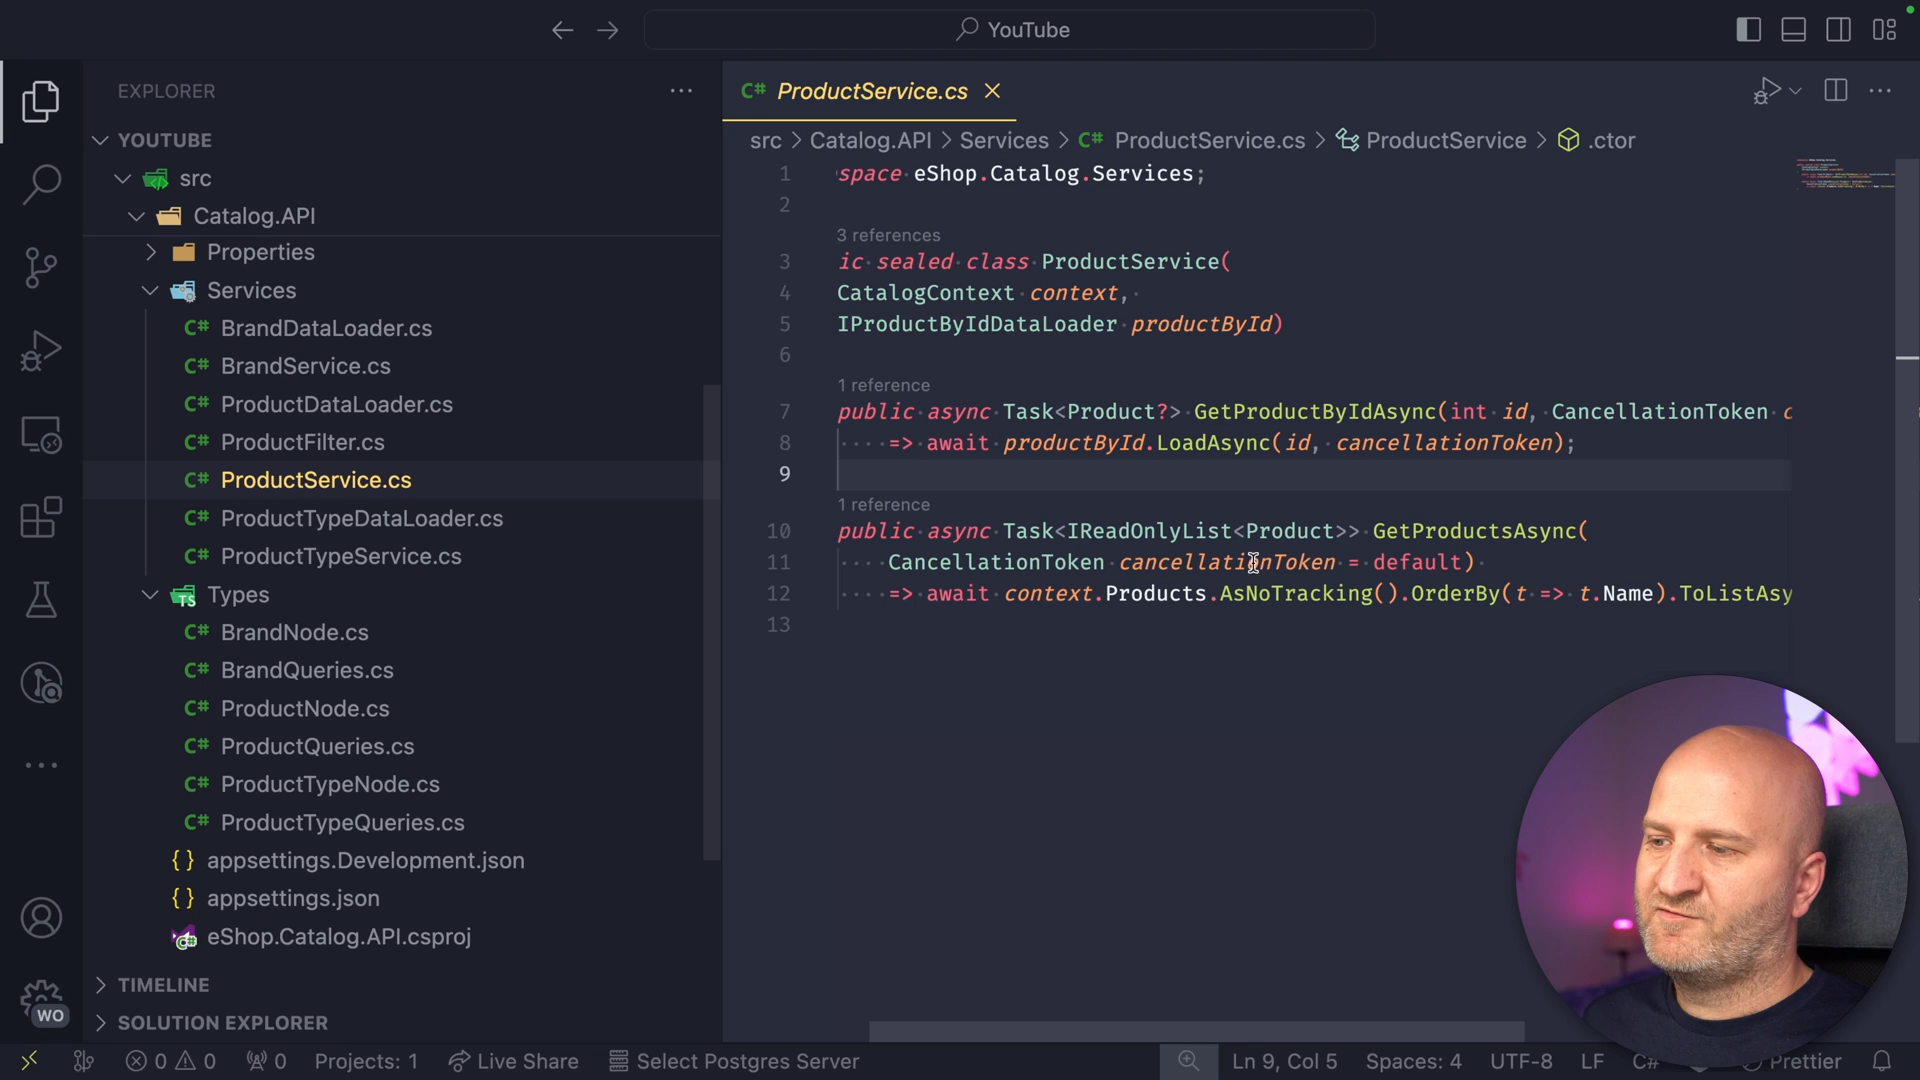 YouTube
EXPLORER
YOUTUBE
src
Catalog.API
Properties
Services
C# BrandDataLoader.cs
C# BrandService.cs
C# ProductDataLoader.cs
C# ProductFilter.cs
C# ProductService.cs
C# ProductTypeDataLoader.cs
C# ProductTypeService.cs
TS Types
C# BrandNode.cs
C# BrandQueries.cs
C# ProductNode.cs
C# ProductQueries.cs
C# ProductTypeNode.cs
C# ProductTypeQueries.cs
{ } appsettings.Development.json
{ } appsettings.json
eShop.Catalog.API.csproj
TIMELINE
SOLUTION EXPLORER
WO
C# ProductService.cs
src > Catalog.API > Services > C# ProductService.cs > ProductService > .ctor
1 space eShop.Catalog.Services;
2
3 references
3 ic sealed class ProductService(
4 CatalogContext context,
5 IProductByIdDataLoader productById)
6
1 reference
7 public async Task<Product?> GetProductByIdAsync(int id, CancellationToken c
8 => await productById.LoadAsync(id, cancellationToken);
9
1 reference
10 public async Task<IReadOnlyList<Product>> GetProductsAsync(
11 CancellationToken cancellationToken = default)
12 => await context.Products.AsNoTracking().OrderBy(t => t.Name).ToListAsy
13
0 0 0 Projects: 1 Live Share Select Postgres Server Ln 9, Col 5 Spaces: 4 UTF-8 LF C# Prettier